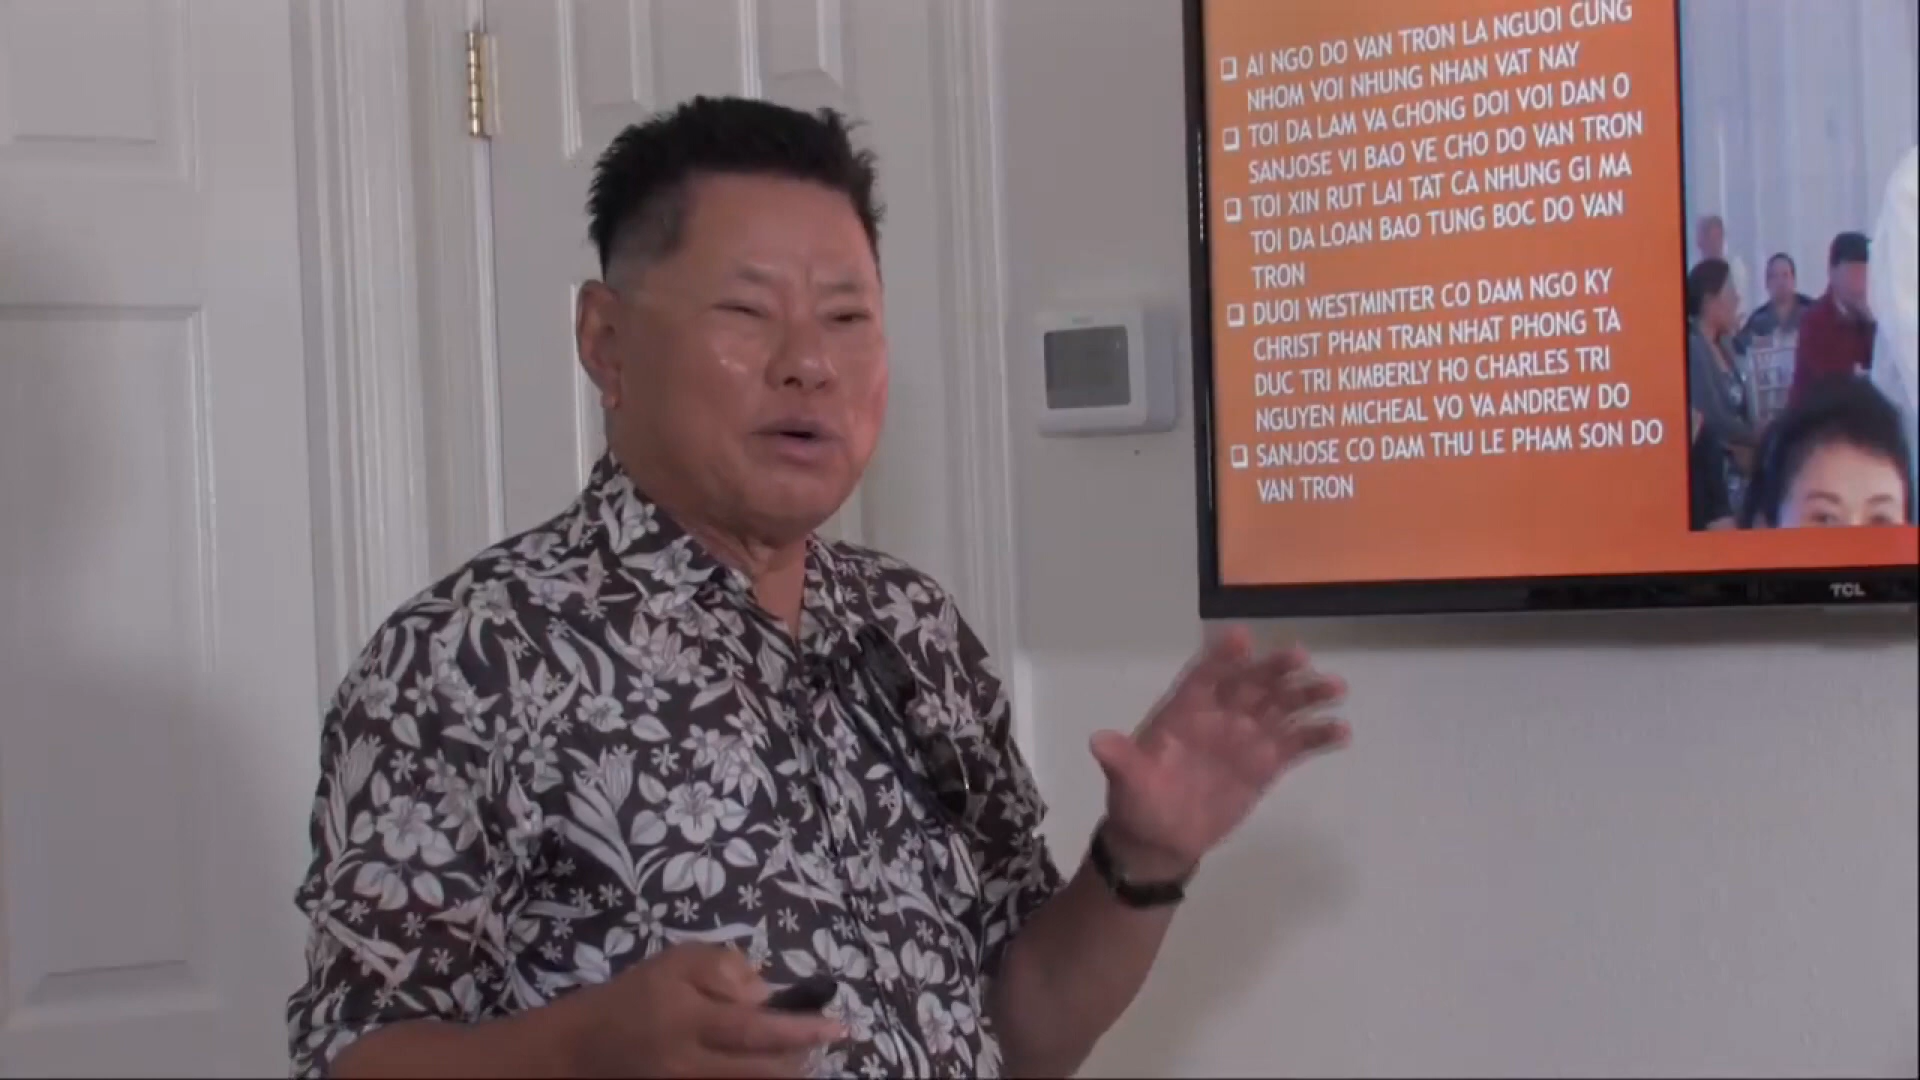 ❑ AI NGO DO VAN TRON LA NGUOI CUNG
NHOM VOI NHUNG NHAN VAT NAY
❑ TOI DA LAM VA CHONG DOI VOI DAN O
SANJOSE VI BAO VE CHO DO VAN TRON
❑ TOI XIN RUT LAI TAT CA NHUNG GI MA
TOI DA LOAN BAO TUNG BOC DO VAN
TRON
❑ DUOI WESTMINTER CO DAM NGO KY
CHRIST PHAN TRAN NHAT PHONG TA
DUC TRI KIMBERLY HO CHARLES TRI
NGUYEN MICHEAL VO VA ANDREW DO
❑ SANJOSE CO DAM THU LE PHAM SON DO
VAN TRON
TCL